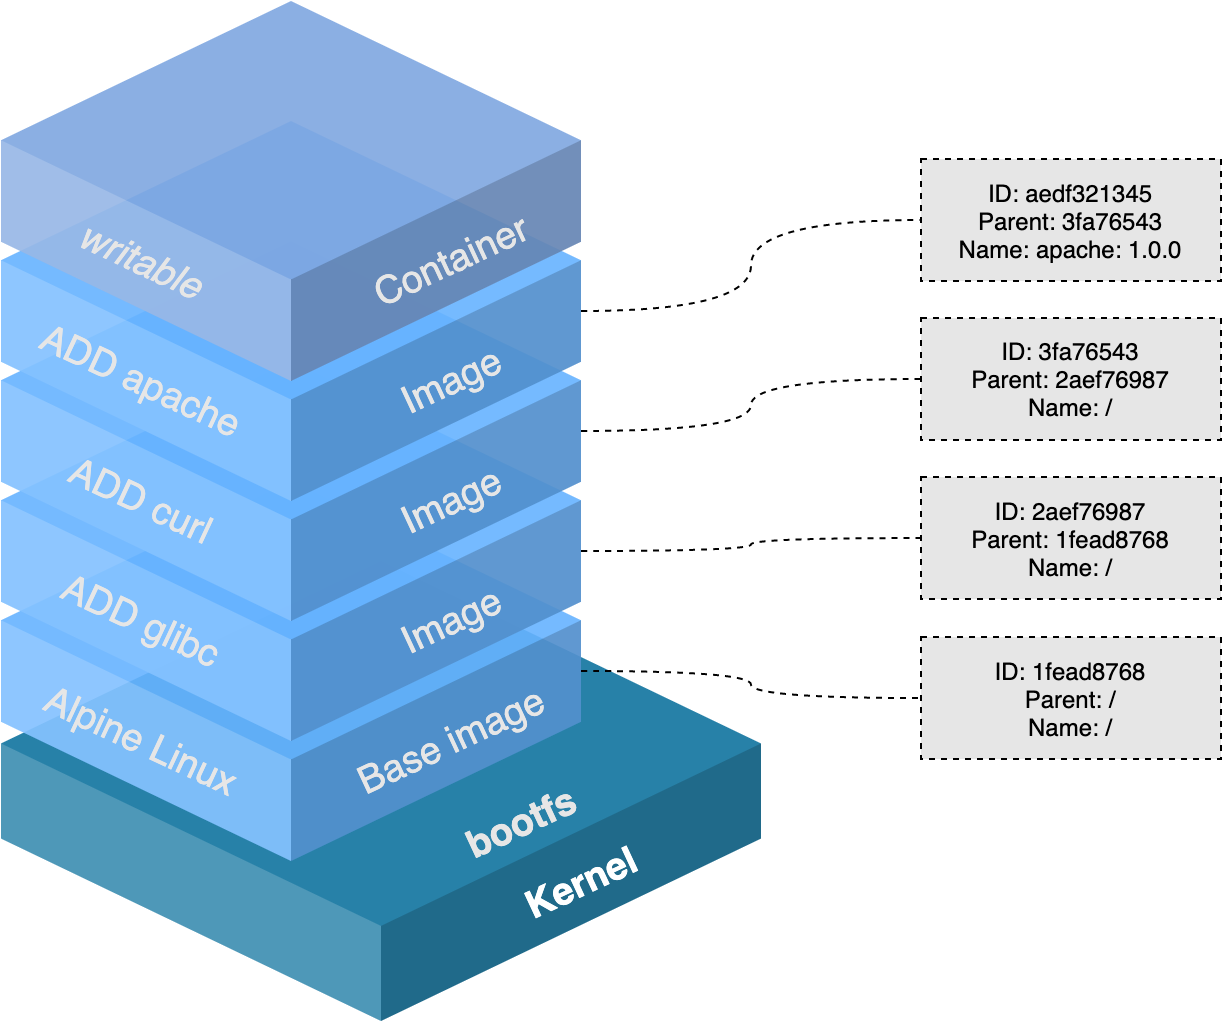 writable
Container
ADD apache
Image
ADD curl
Image
ADD glibc
Image
Alpine Linux
Base image
bootfs
Kernel
ID: aedf321345
Parent: 3fa76543
Name: apache: 1.0.0
ID: 3fa76543
Parent: 2aef76987
Name: /
ID: 2aef76987
Parent: 1fead8768
Name: /
ID: 1fead8768
Parent: /
Name: /